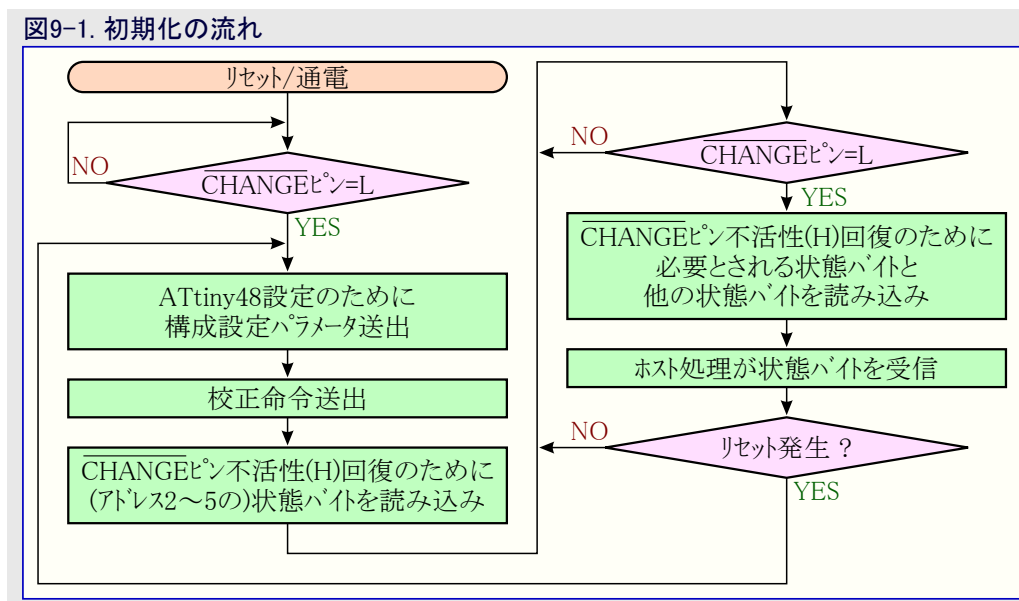 図9-1. 初期化の流れ
リセット/通電
NO
CHANGEピン=L
YES
ATtiny48設定のために
構成設定パラメータ送出
校正命令送出
CHANGEピン不活性(H)回復のために
(アドレス2～5の)状態バイトを読み込み
NO
CHANGEピン=L
YES
CHANGEピン不活性(H)回復のために
必要とされる状態バイトと
他の状態バイトを読み込み
ホスト処理が状態バイトを受信
NO
リセット発生 ?
YES